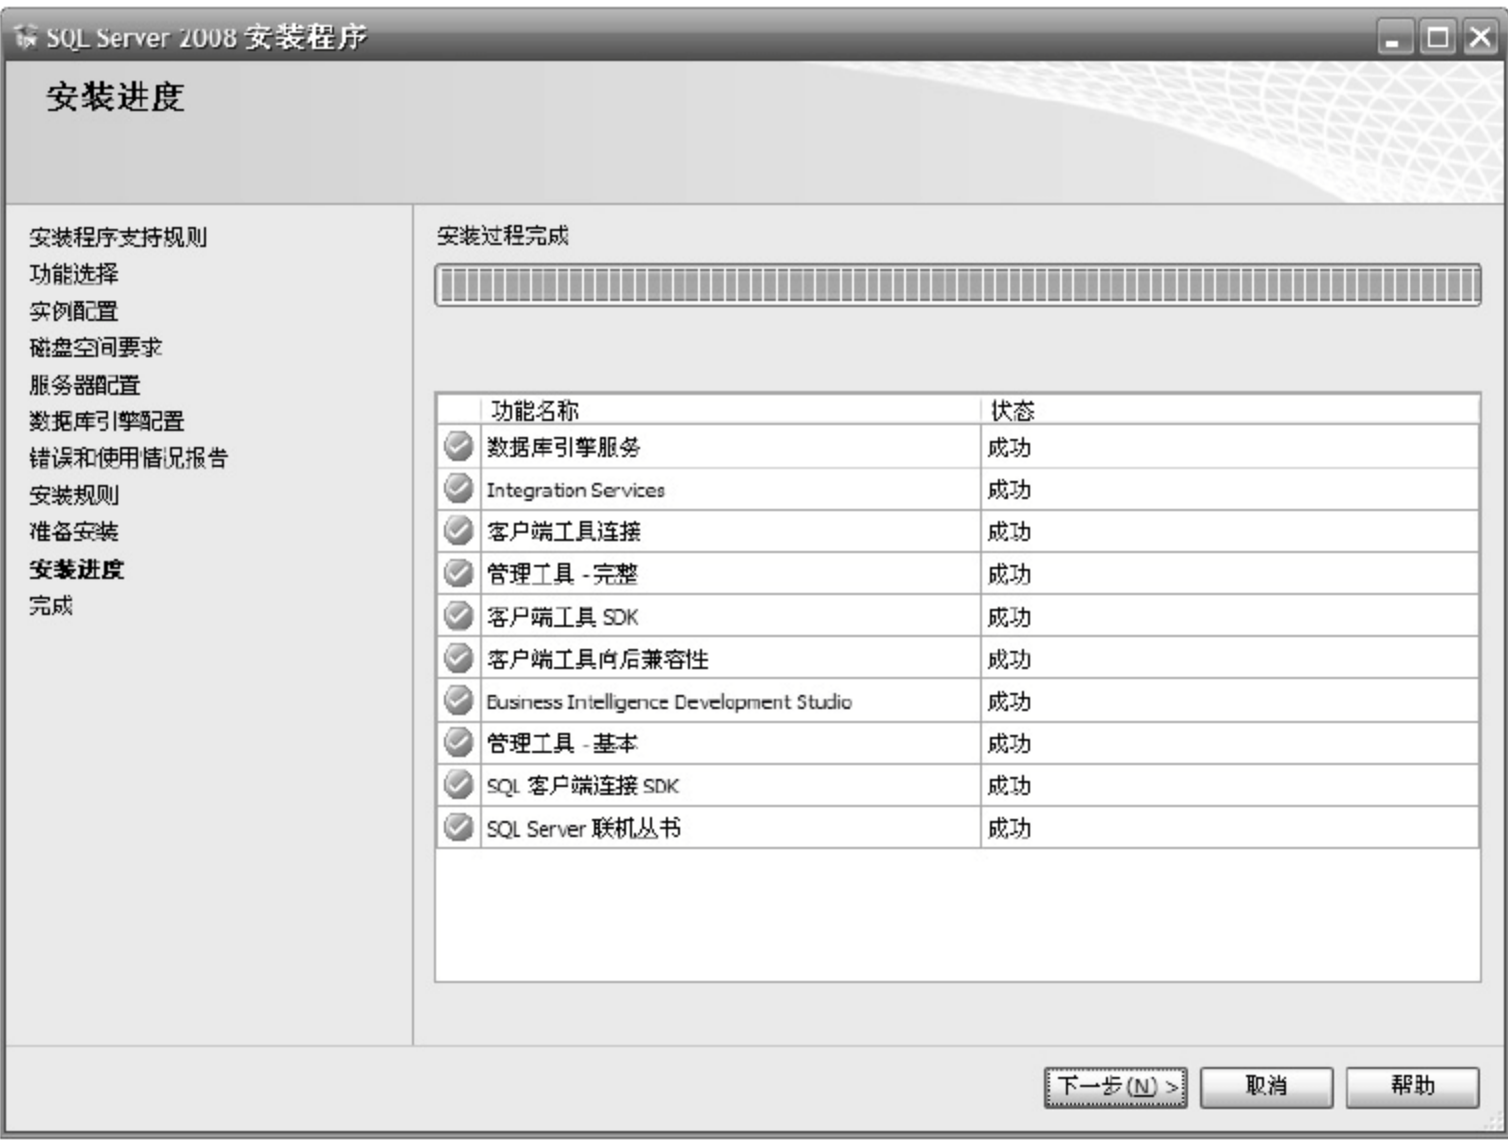 SQL Server 2008 安装程序
安装进度
安装程序支持规则
功能选择
实例配置
磁盘空间要求
服务器配置
数据库引擎配置
错误和使用情况报告
安装规则
准备安装
安装进度
完成
安装过程完成
功能名称 状态
数据库引擎服务 成功
Integration Services 成功
客户端工具连接 成功
管理工具 - 完整 成功
客户端工具 SDK 成功
客户端工具向后兼容性 成功
Business Intelligence Development Studio 成功
管理工具 - 基本 成功
SQL 客户端连接 SDK 成功
SQL Server 联机丛书 成功
下一步(N) > 取消 帮助